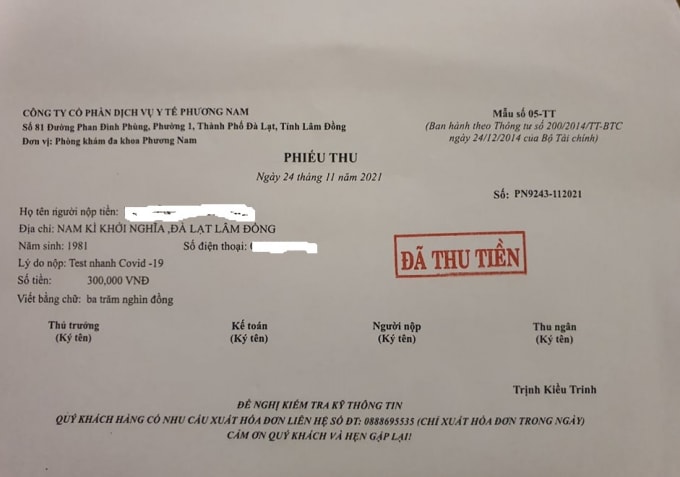 CÔNG TY CỔ PHẦN DỊCH VỤ Y TẾ PHƯƠNG NAM
Số 81 Đường Phan Đình Phùng, Phường 1, Thành Phố Đà Lạt, Tỉnh Lâm Đồng
Đơn vị: Phòng khám đa khoa Phương Nam
Mẫu số 05-TT
(Ban hành theo Thông tư số 200/2014/TT-BTC
ngày 24/12/2014 của Bộ Tài chính)
PHIẾU THU
Ngày 24 tháng 11 năm 2021
Số: PN9243-112021
Họ tên người nộp tiền:
Địa chỉ: NAM KÌ KHỞI NGHĨA ,ĐÀ LẠT LÂM ĐỒNG
Năm sinh: 1981 Số điện thoại:
Lý do nộp: Test nhanh Covid -19
Số tiền: 300,000 VNĐ
Viết bằng chữ: ba trăm nghìn đồng
ĐÃ THU TIỀN
Thủ trưởng Kế toán Người nộp Thu ngân
(Ký tên) (Ký tên) (Ký tên) (Ký tên)
Trịnh Kiều Trinh
ĐỀ NGHỊ KIỂM TRA KỸ THÔNG TIN
QUÝ KHÁCH HÀNG CÓ NHU CẦU XUẤT HÓA ĐƠN LIÊN HỆ SỐ ĐT: 0888695535 (CHỈ XUẤT HÓA ĐƠN TRONG NGÀY)
CẢM ƠN QUÝ KHÁCH VÀ HẸN GẶP LẠI!